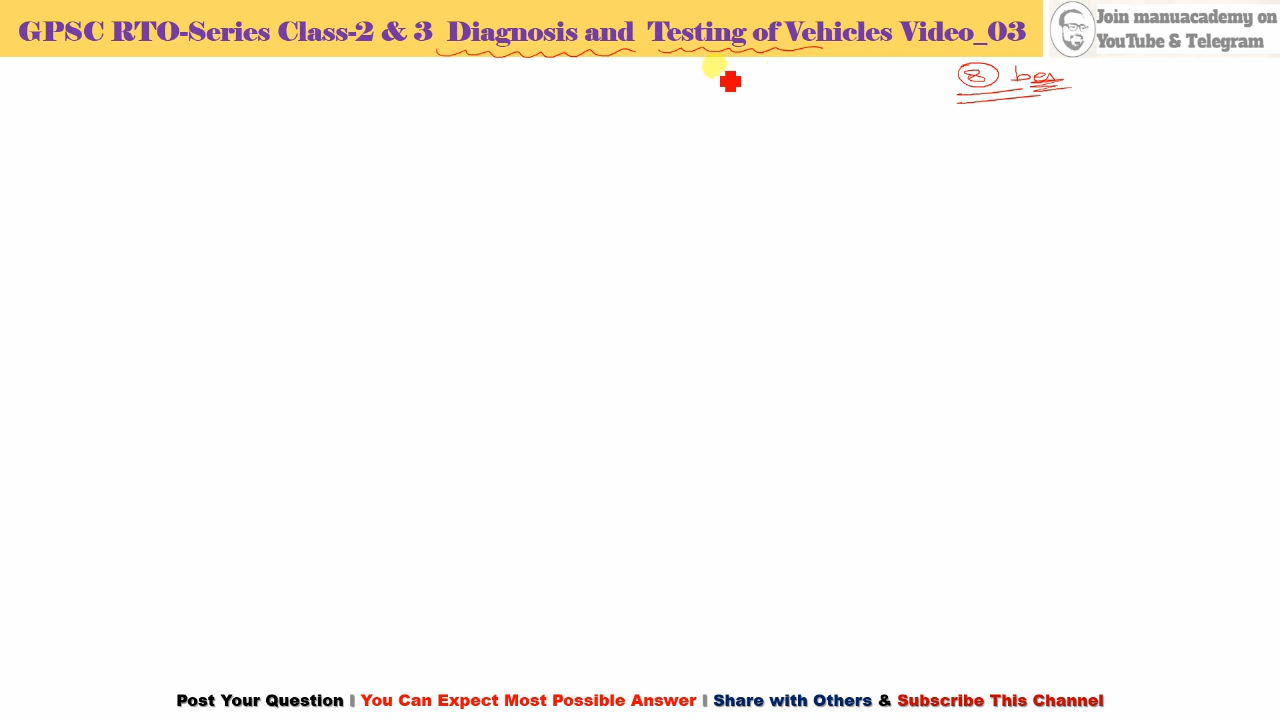 GPSC RTO-Series Class-2 & 3 Diagnosis and Testing of Vehicles Video_03
Join manuacademy on
YouTube & Telegram
8
Post Your Question | You Can Expect Most Possible Answer | Share with Others & Subscribe This Channel